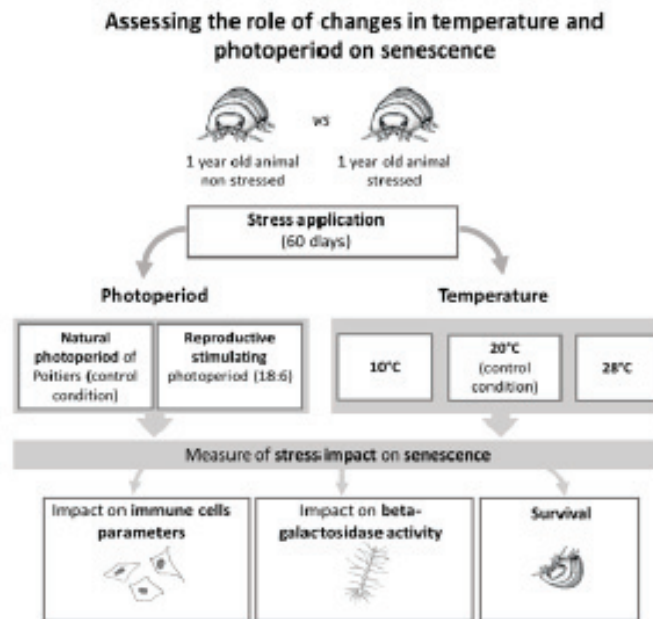 Assessing the role of changes in temperature and
photoperiod on senescence
vs
1 year old animal
non stressed
1 year old animal
stressed
Stress application
(60 days)
Photoperiod
Temperature
Natural
photoperiod of
Poitiers (control
condition)
Reproductive
stimulating
photoperiod (18:6)
10°C
20°C
(control
condition)
28°C
Measure of stress impact on senescence
Impact on immune cells
parameters
Impact on beta-
galactosidase activity
Survival